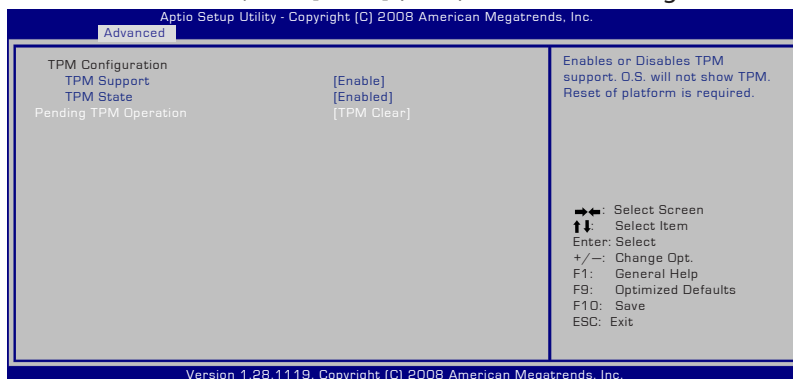 Aptio Setup Utility - Copyright (C) 2008 American Megatrends, Inc.
Advanced
TPM Configuration
TPM Support [Enable]
TPM State [Enabled]
Pending TPM Operation [TPM Clear]
Enables or Disables TPM
support. O.S. will not show TPM.
Reset of platform is required.
→←: Select Screen
↑↓: Select Item
Enter: Select
+/—: Change Opt.
F1: General Help
F9: Optimized Defaults
F10: Save
ESC: Exit
Version 1.28.1119. Copyright (C) 2008 American Megatrends, Inc.